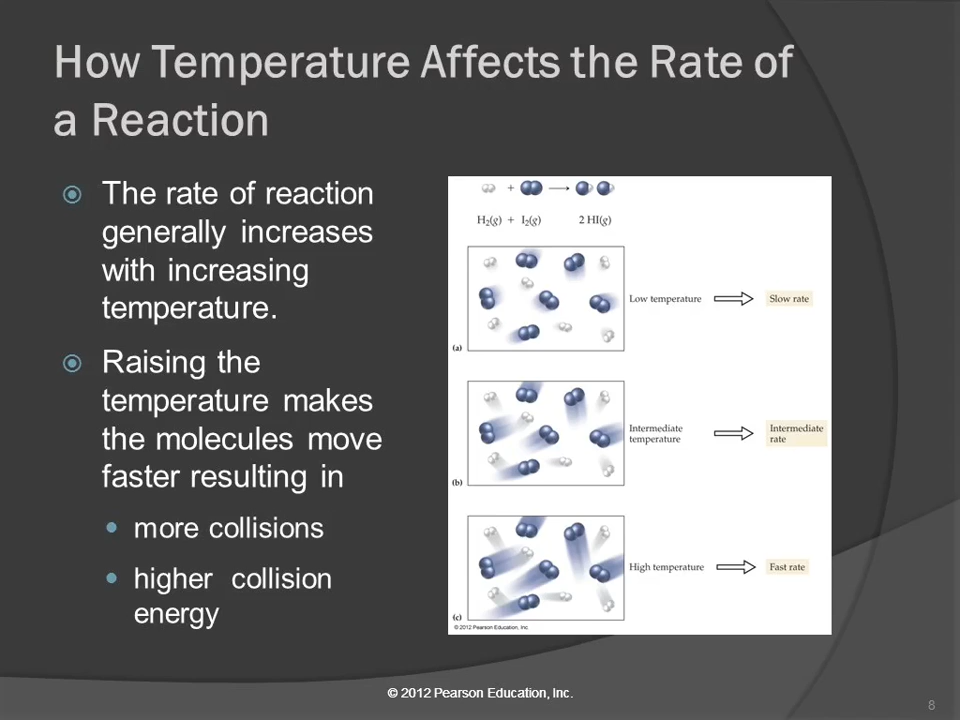 How Temperature Affects the Rate of
a Reaction
The rate of reaction
generally increases
with increasing
temperature.
Raising the
temperature makes
the molecules move
faster resulting in
more collisions
higher collision
energy
+ →
H₂(g) + I₂(g) 2 HI(g)
Low temperature Slow rate
(a)
Intermediate
temperature
Intermediate
rate
(b)
High temperature Fast rate
(c)
© 2012 Pearson Education, Inc.
© 2012 Pearson Education, Inc.
8